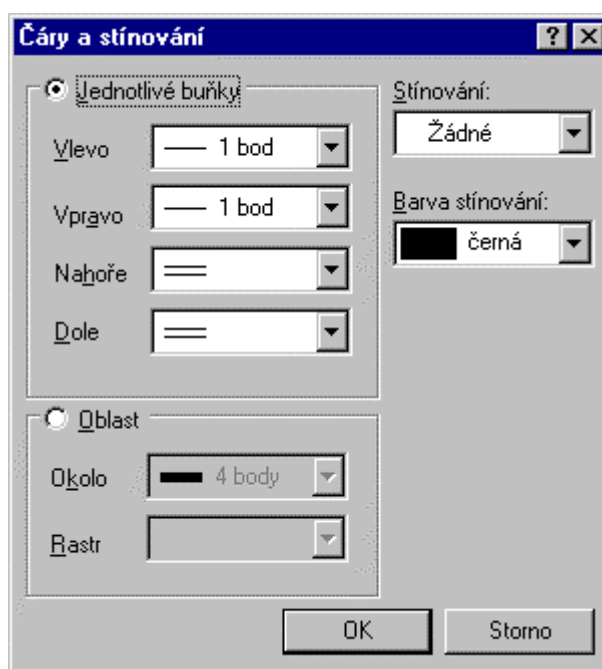 Čáry a stínování
Jednotlivé buňky
Vlevo 1 bod
Vpravo 1 bod
Nahoře
Dole
Stínování:
Žádné
Barva stínování:
černá
Oblast
Okolo 4 body
Rastr
OK Storno